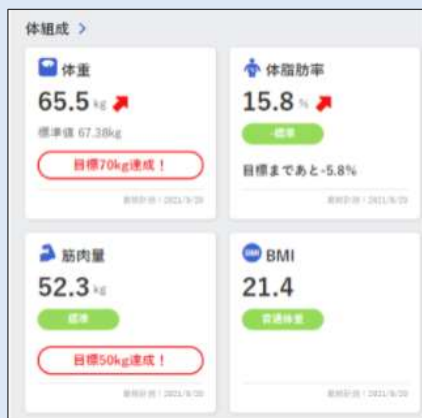 体組成 >
体重
65.5 kg
標準値 67.38kg
目標70kg達成！
体脂肪率
15.8 %
-標準
目標まであと-5.8%
筋肉量
52.3 kg
標準
目標50kg達成！
BMI
21.4
普通体重